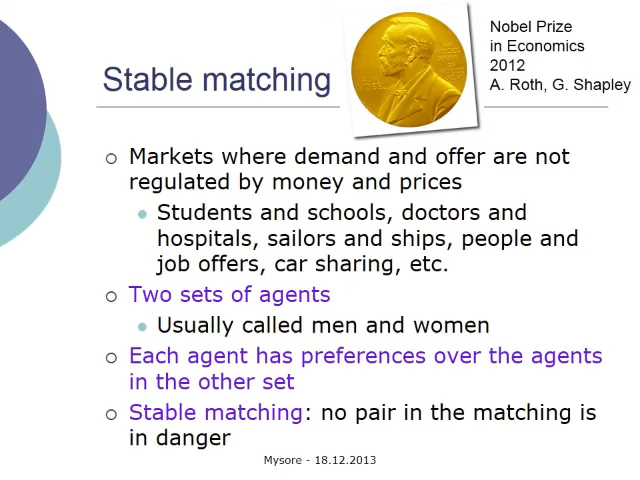 Nobel Prize
in Economics
2012
A. Roth, G. Shapley
Stable matching
Markets where demand and offer are not
regulated by money and prices
Students and schools, doctors and
hospitals, sailors and ships, people and
job offers, car sharing, etc.
Two sets of agents
Usually called men and women
Each agent has preferences over the agents
in the other set
Stable matching: no pair in the matching is
in danger
Mysore - 18.12.2013